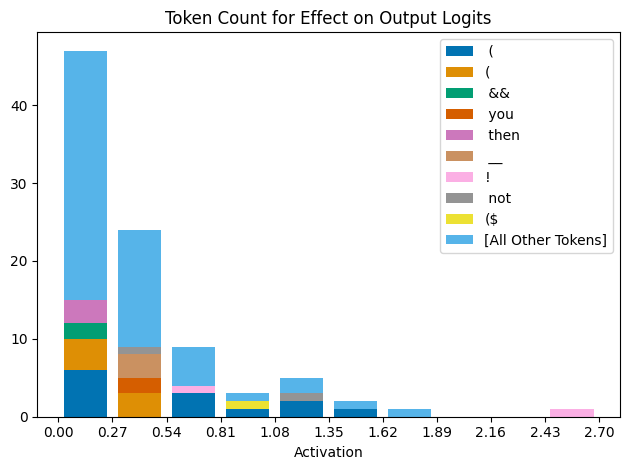 Token Count for Effect on Output Logits
(
(
&&
you
then
__
!
not
($
[All Other Tokens]
40
30
20
10
0
0.00 0.27 0.54 0.81 1.08 1.35 1.62 1.89 2.16 2.43 2.70
Activation